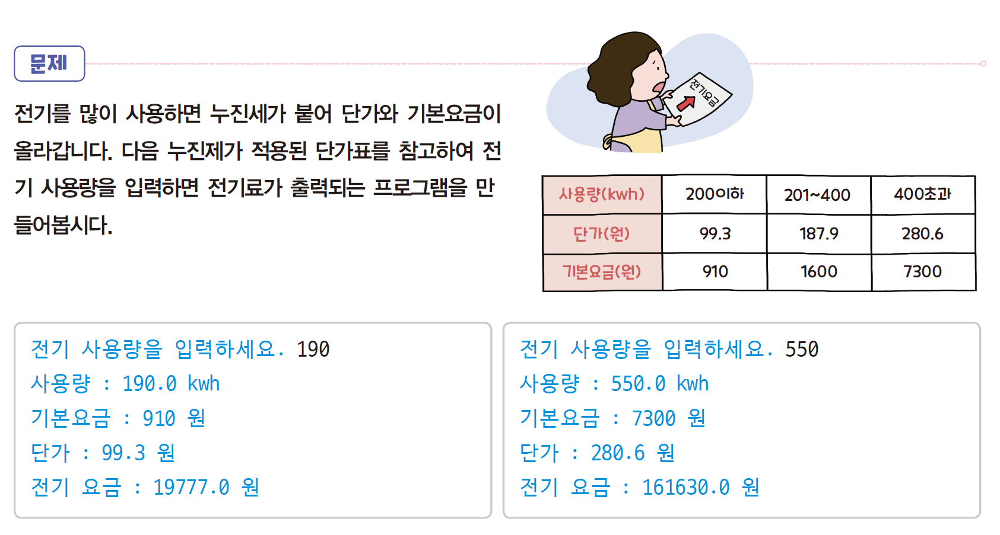 문제
전기를 많이 사용하면 누진세가 붙어 단가와 기본요금이
올라갑니다. 다음 누진제가 적용된 단가표를 참고하여 전
기 사용량을 입력하면 전기료가 출력되는 프로그램을 만
들어봅시다.
전기요금
사용량(kwh) 200이하 201~400 400초과
단가(원) 99.3 187.9 280.6
기본요금(원) 910 1600 7300
전기 사용량을 입력하세요. 190
사용량 : 190.0 kwh
기본요금 : 910 원
단가 : 99.3 원
전기 요금 : 19777.0 원
전기 사용량을 입력하세요. 550
사용량 : 550.0 kwh
기본요금 : 7300 원
단가 : 280.6 원
전기 요금 : 161630.0 원